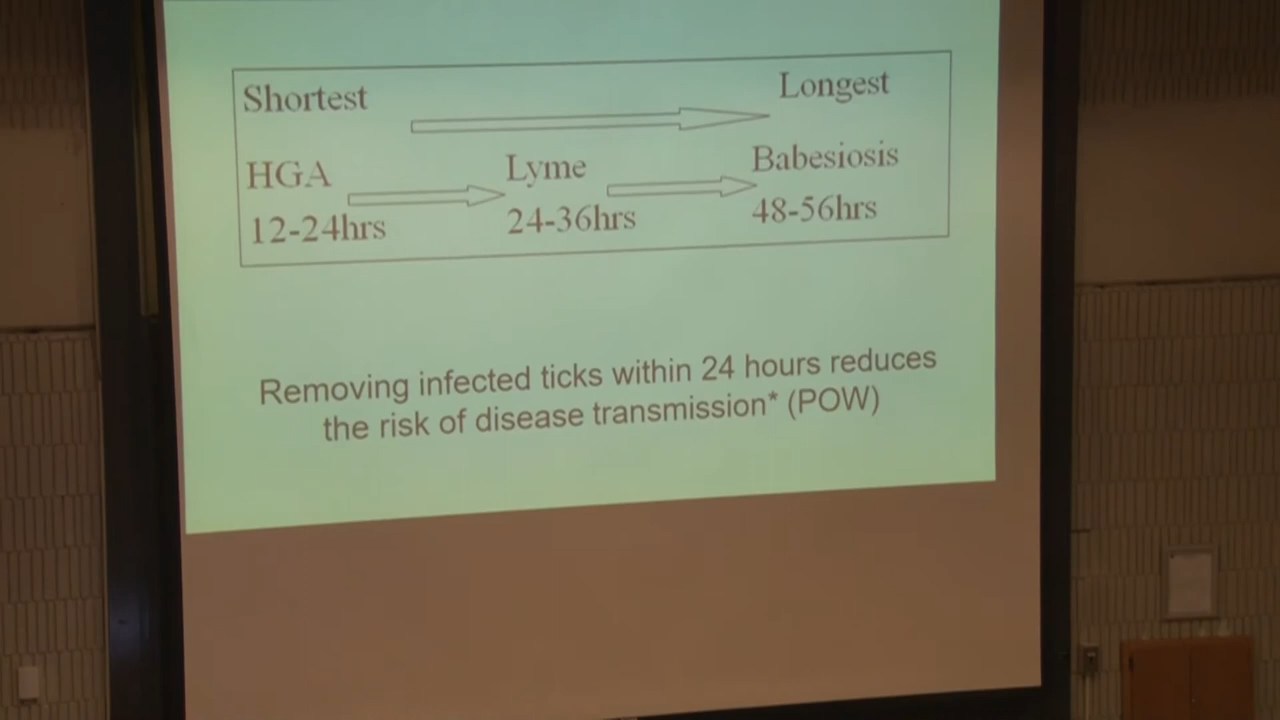 Shortest Longest
HGA Lyme Babesiosis
12-24hrs 24-36hrs 48-56hrs
Removing infected ticks within 24 hours reduces
the risk of disease transmission* (POW)